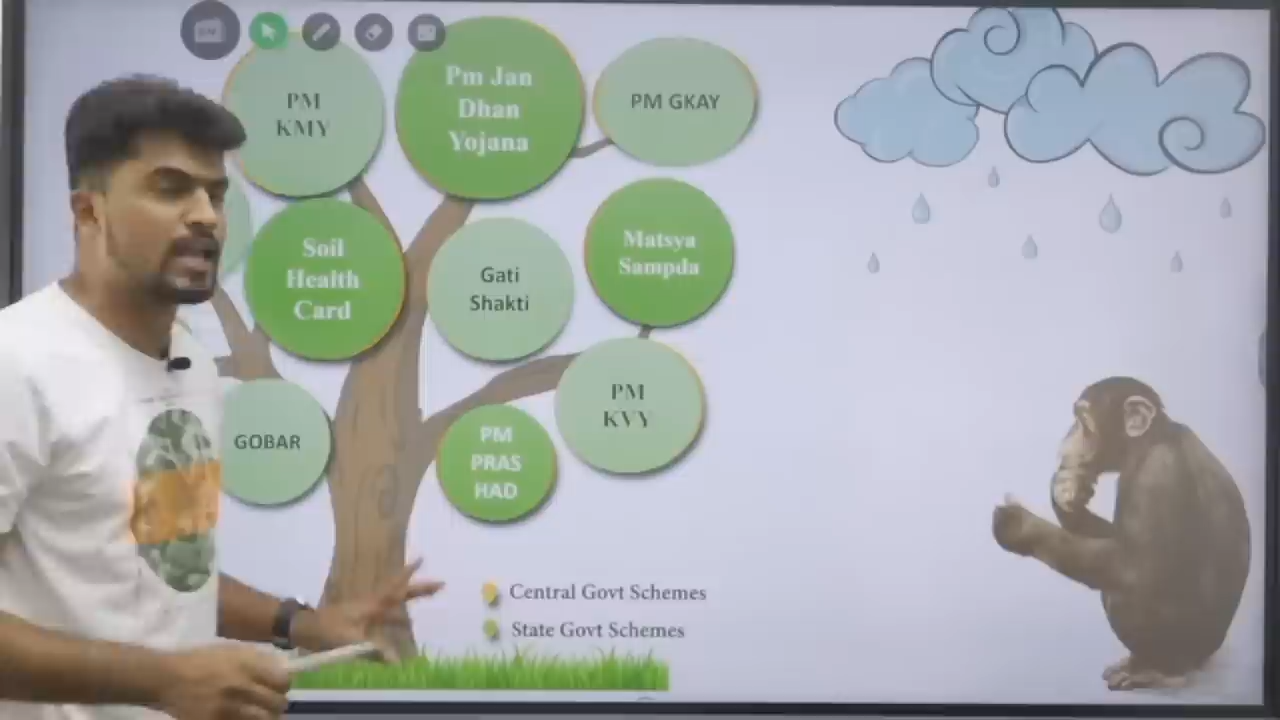 PM
KMY
Pm Jan
Dhan
Yojana
PM GKAY
Soil
Health
Card
Gati
Shakti
Matsya
Sampda
GOBAR
PM
PRAS
HAD
PM
KVY
Central Govt Schemes
State Govt Schemes